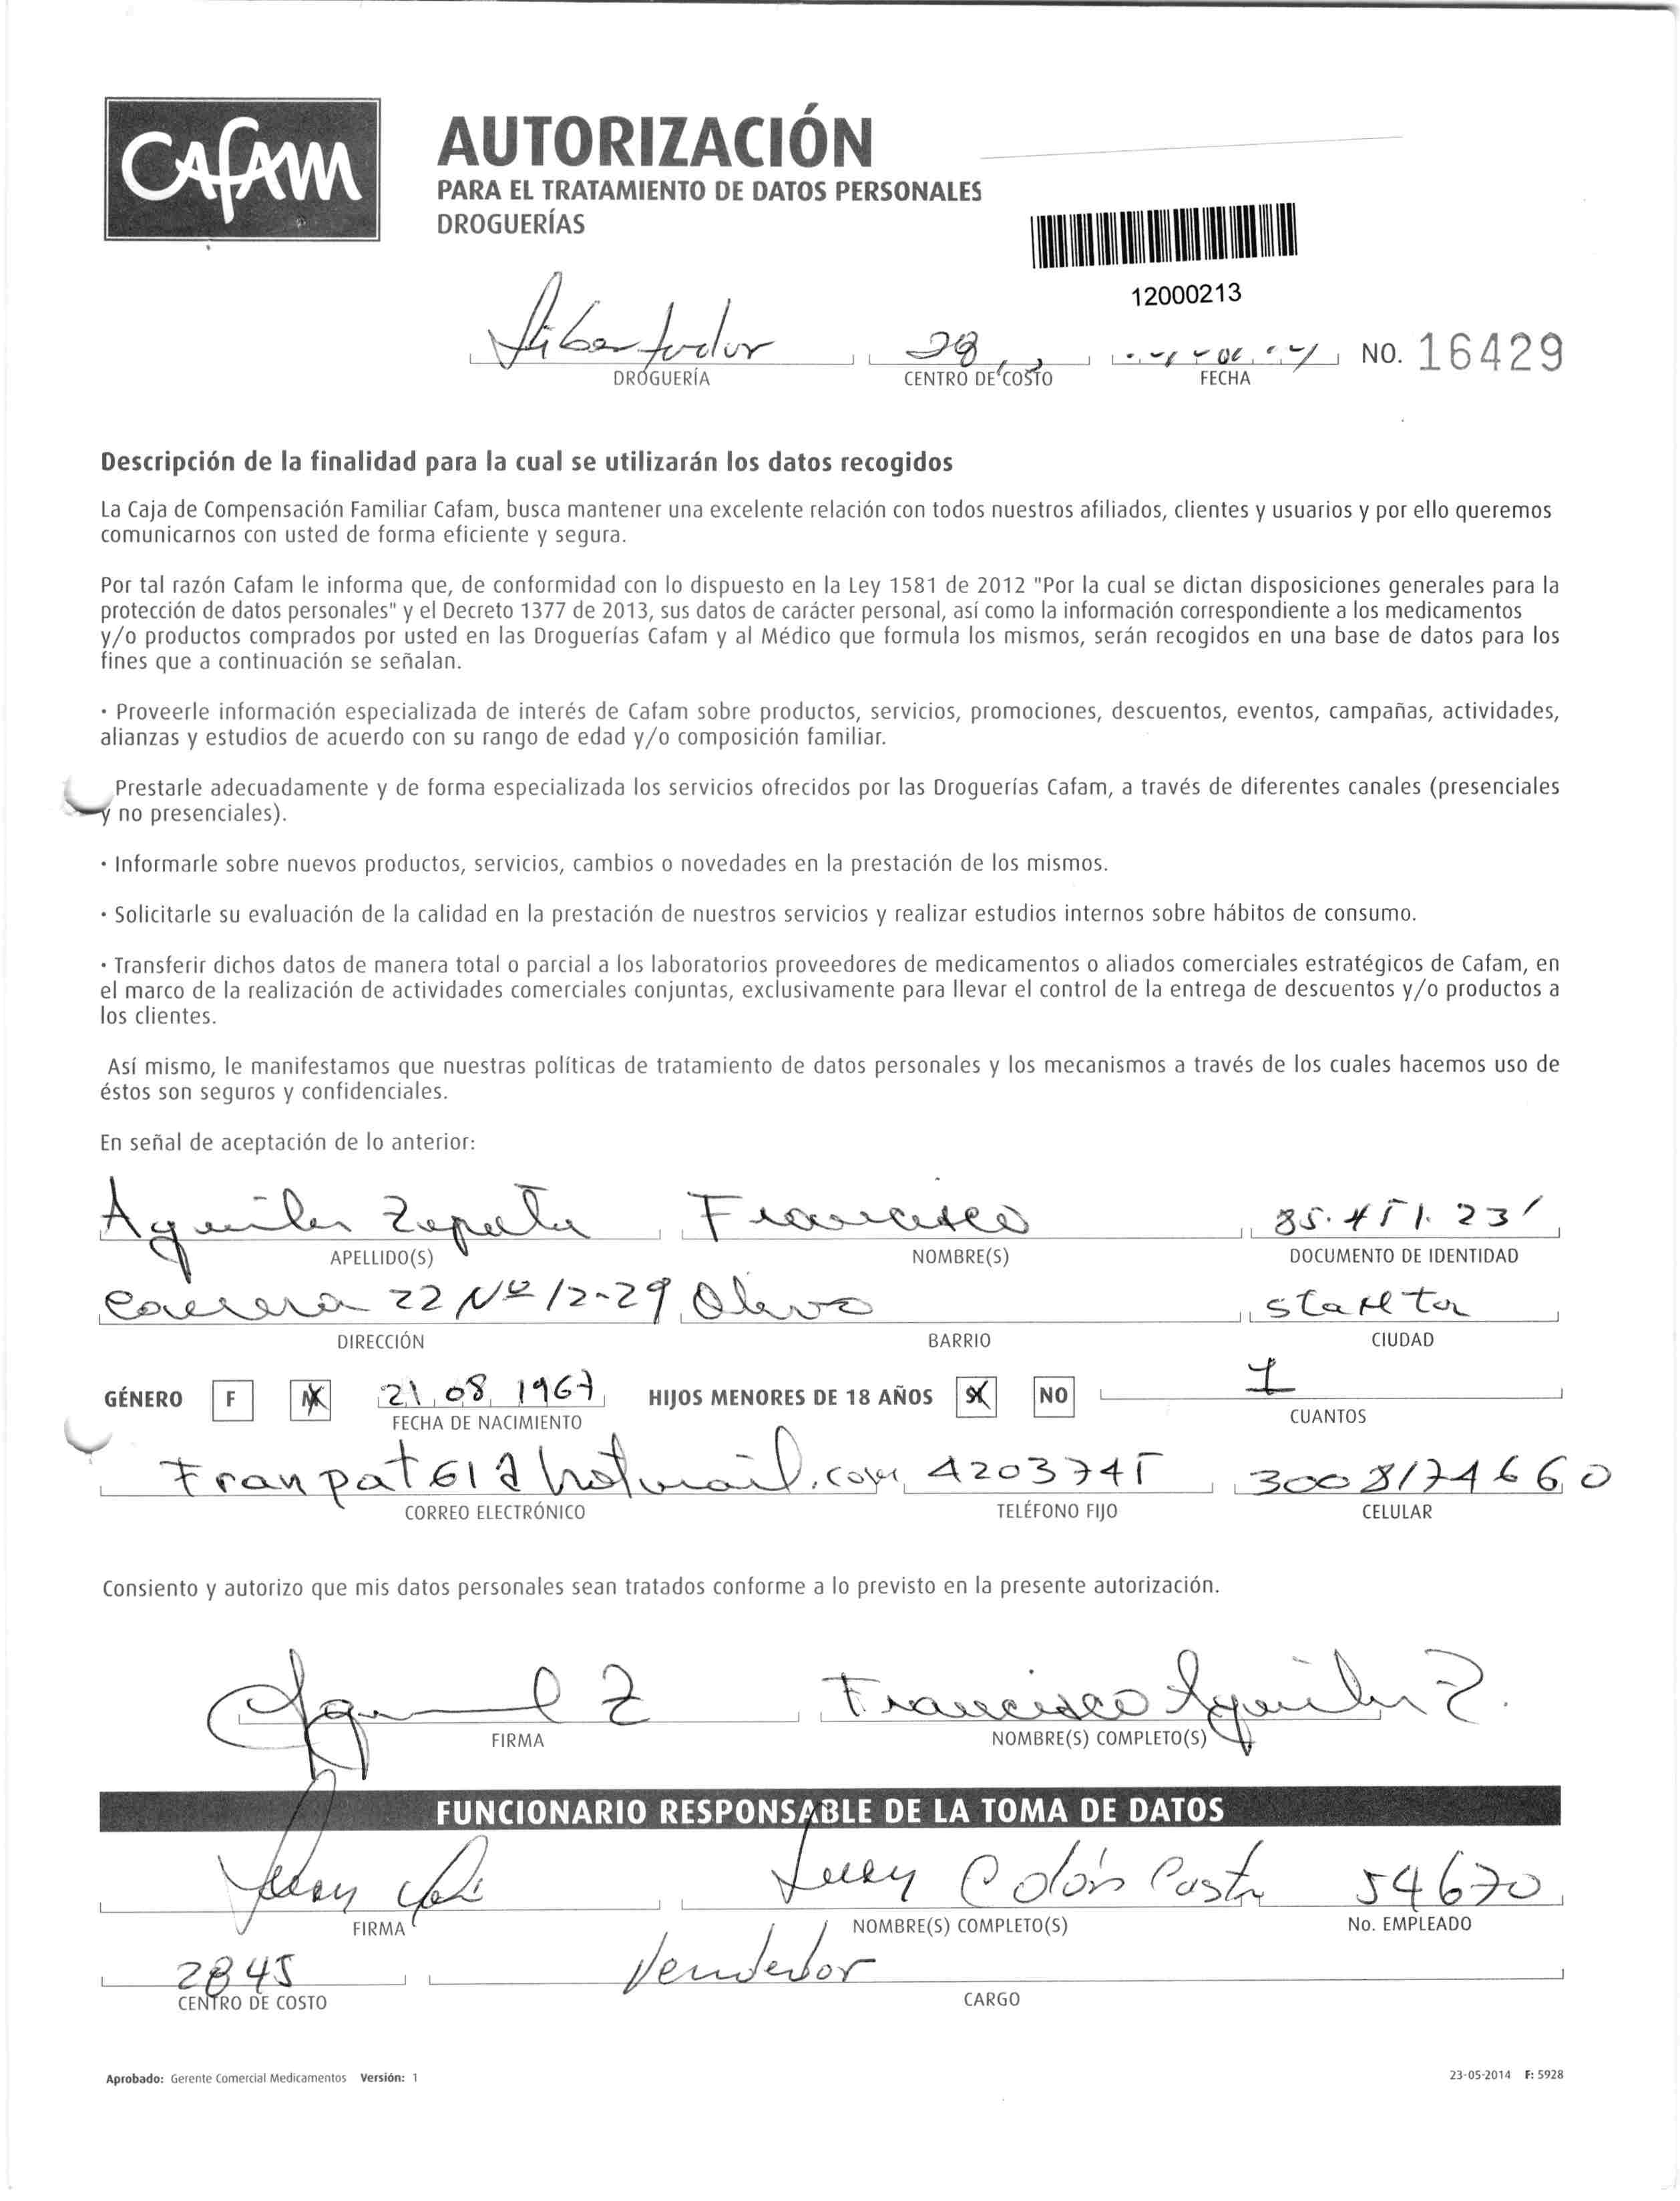 CAFAM
AUTORIZACIÓN
PARA EL TRATAMIENTO DE DATOS PERSONALES
DROGUERÍAS
12000213
Libertador
DROGUERÍA CENTRO DE COSTO FECHA NO. 16429
Descripción de la finalidad para la cual se utilizarán los datos recogidos
La Caja de Compensación Familiar Cafam, busca mantener una excelente relación con todos nuestros afiliados, clientes y usuarios y por ello queremos
comunicarnos con usted de forma eficiente y segura.
Por tal razón Cafam le informa que, de conformidad con lo dispuesto en la Ley 1581 de 2012 "Por la cual se dictan disposiciones generales para la
protección de datos personales" y el Decreto 1377 de 2013, sus datos de carácter personal, así como la información correspondiente a los medicamentos
y/o productos comprados por usted en las Droguerías Cafam y al Médico que formula los mismos, serán recogidos en una base de datos para los
fines que a continuación se señalan.
· Proveerle información especializada de interés de Cafam sobre productos, servicios, promociones, descuentos, eventos, campañas, actividades,
alianzas y estudios de acuerdo con su rango de edad y/o composición familiar.
Prestarle adecuadamente y de forma especializada los servicios ofrecidos por las Droguerías Cafam, a través de diferentes canales (presenciales
y no presenciales).
· Informarle sobre nuevos productos, servicios, cambios o novedades en la prestación de los mismos.
· Solicitarle su evaluación de la calidad en la prestación de nuestros servicios y realizar estudios internos sobre hábitos de consumo.
· Transferir dichos datos de manera total o parcial a los laboratorios proveedores de medicamentos o aliados comerciales estratégicos de Cafam, en
el marco de la realización de actividades comerciales conjuntas, exclusivamente para llevar el control de la entrega de descuentos y/o productos a
los clientes.
Así mismo, le manifestamos que nuestras políticas de tratamiento de datos personales y los mecanismos a través de los cuales hacemos uso de
éstos son seguros y confidenciales.
En señal de aceptación de lo anterior:
Aguilar Zapata Francisco 85.451.231
APELLIDO(S) NOMBRE(S) DOCUMENTO DE IDENTIDAD
Carrera 22 Nº 12-29 Olivo Sta Mta
DIRECCIÓN BARRIO CIUDAD
GÉNERO F M 21 08 1967 HIJOS MENORES DE 18 AÑOS SI NO 1
FECHA DE NACIMIENTO CUANTOS
Franpat61@hotmail.com 4203745 3008174660
CORREO ELECTRÓNICO TELÉFONO FIJO CELULAR
Consiento y autorizo que mis datos personales sean tratados conforme a lo previsto en la presente autorización.
Francisco Aguilar Z.
FIRMA NOMBRE(S) COMPLETO(S)
FUNCIONARIO RESPONSABLE DE LA TOMA DE DATOS
Colón 54670
FIRMA NOMBRE(S) COMPLETO(S) No. EMPLEADO
2845 Vendedor
CENTRO DE COSTO CARGO
Aprobado: Gerente Comercial Medicamentos Versión: 1 23-05-2014 F: 5928